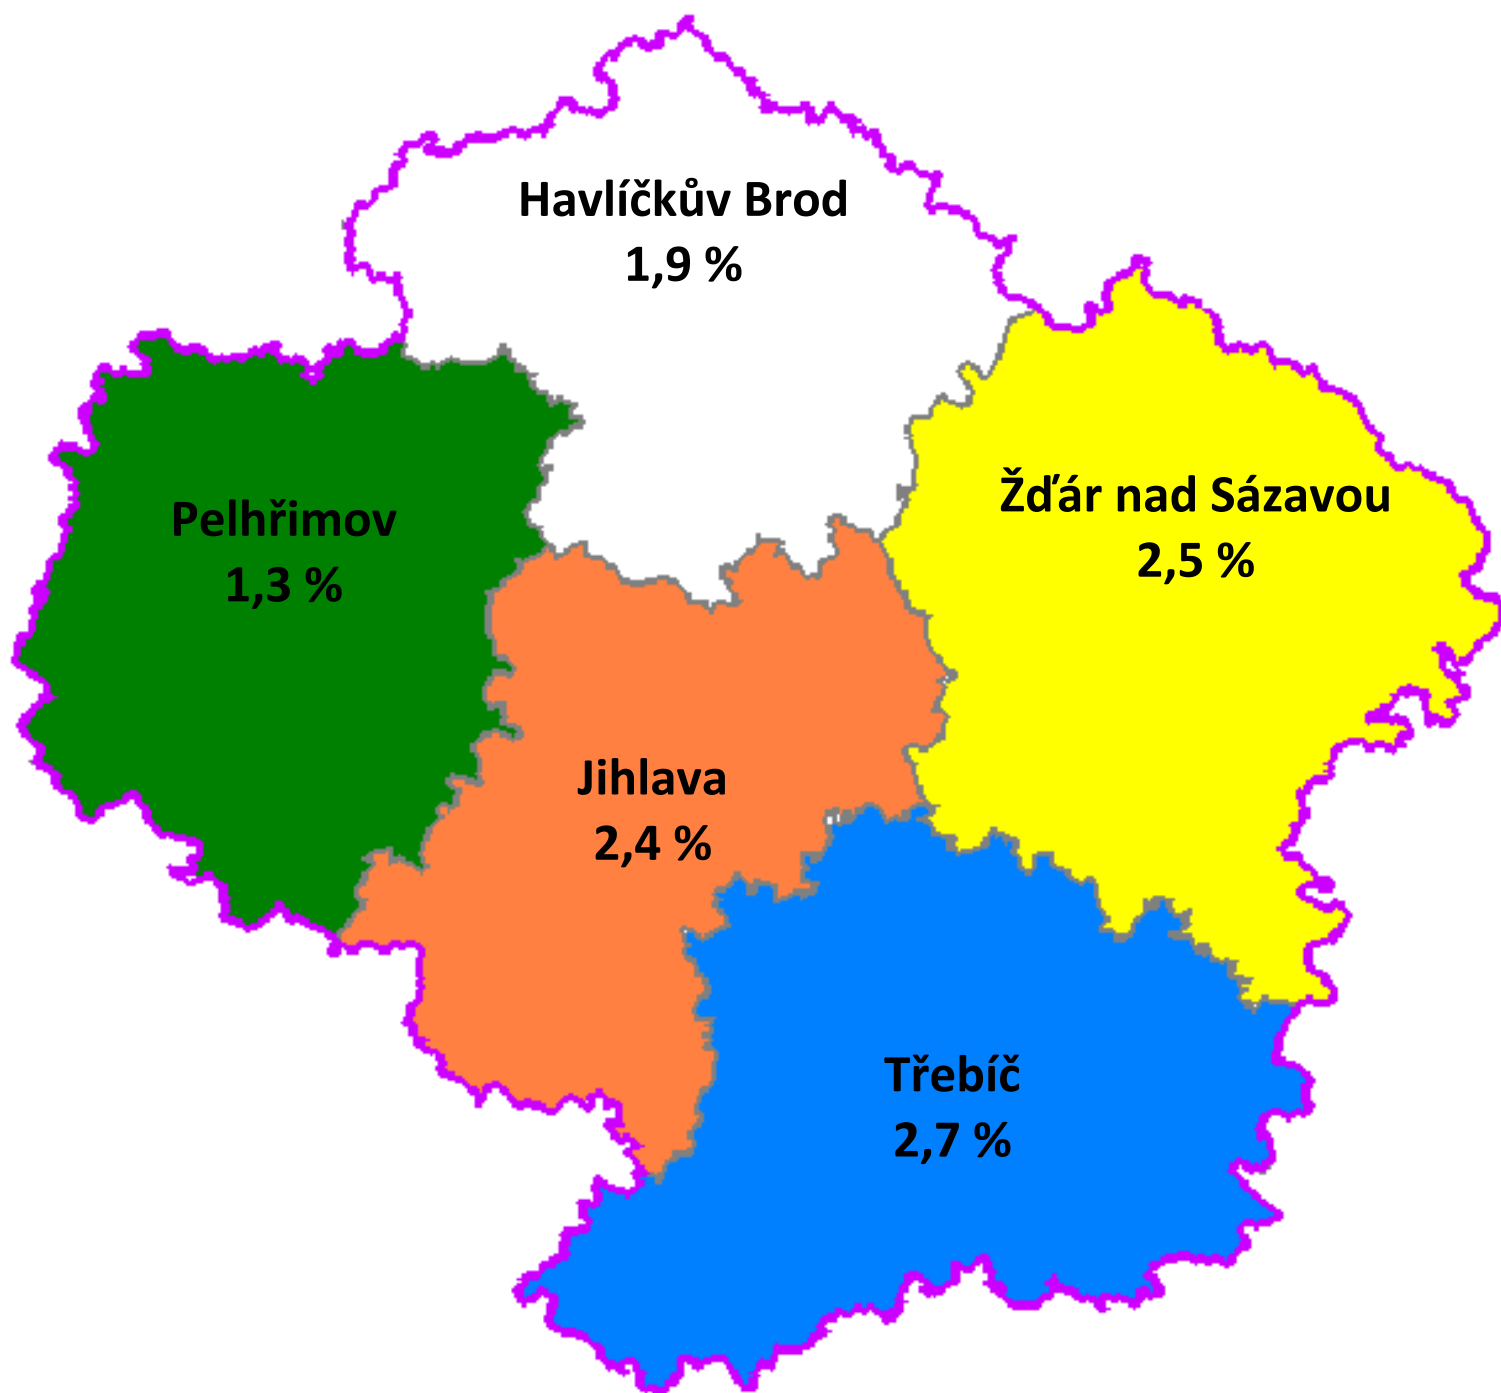 Havlíčkův Brod
1,9 %
Žďár nad Sázavou
2,5 %
Pelhřimov
1,3 %
Jihlava
2,4 %
Třebíč
2,7 %